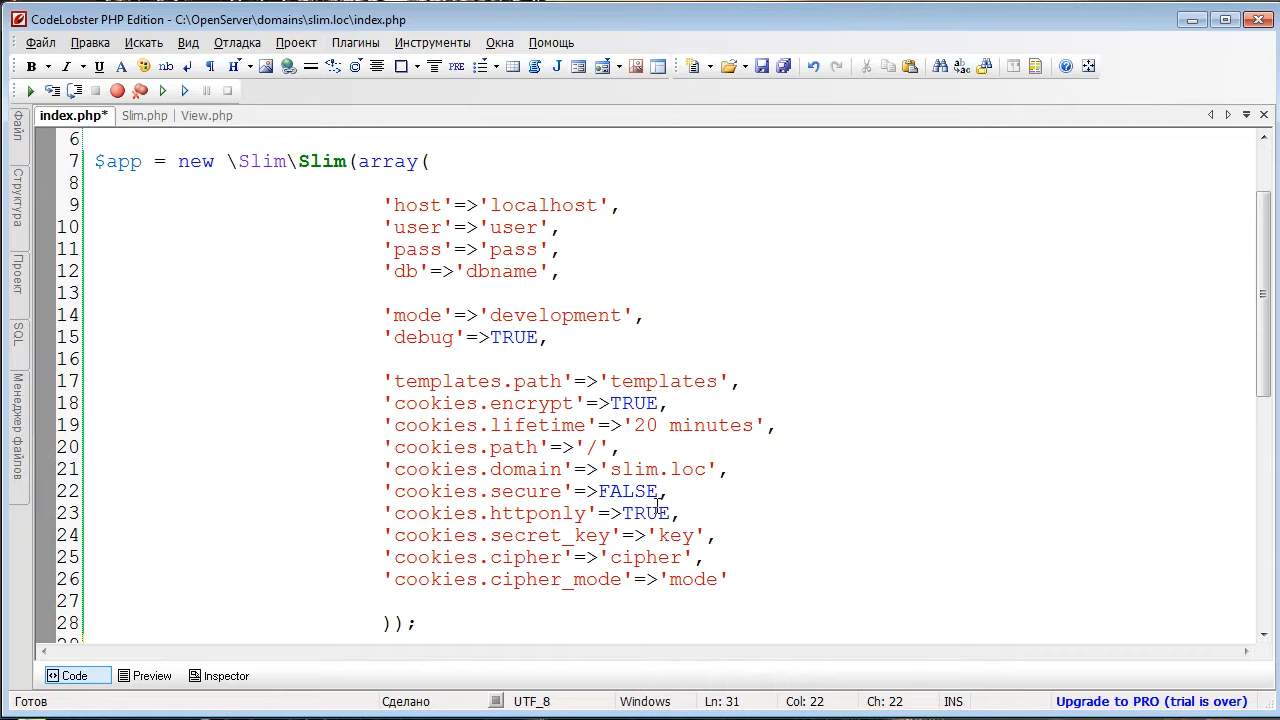 CodeLobster PHP Edition - C:\OpenServer\domains\slim.loc\index.php
Файл Правка Искать Вид Отладка Проект Плагины Инструменты Окна Помощь
B I U A nb ¶ H PRE
index.php* Slim.php View.php
Файл
Структура
Проект
SQL
Менеджер файлов
6
7 $app = new \Slim\Slim(array(
8
9 'host'=>'localhost',
10 'user'=>'user',
11 'pass'=>'pass',
12 'db'=>'dbname',
13
14 'mode'=>'development',
15 'debug'=>TRUE,
16
17 'templates.path'=>'templates',
18 'cookies.encrypt'=>TRUE,
19 'cookies.lifetime'=>'20 minutes',
20 'cookies.path'=>'/',
21 'cookies.domain'=>'slim.loc',
22 'cookies.secure'=>FALSE,
23 'cookies.httponly'=>TRUE,
24 'cookies.secret_key'=>'key',
25 'cookies.cipher'=>'cipher',
26 'cookies.cipher_mode'=>'mode'
27
28 ));
Code Preview Inspector
Готов Сделано UTF_8 Windows Ln: 31 Col: 22 Ch: 22 INS Upgrade to PRO (trial is over)